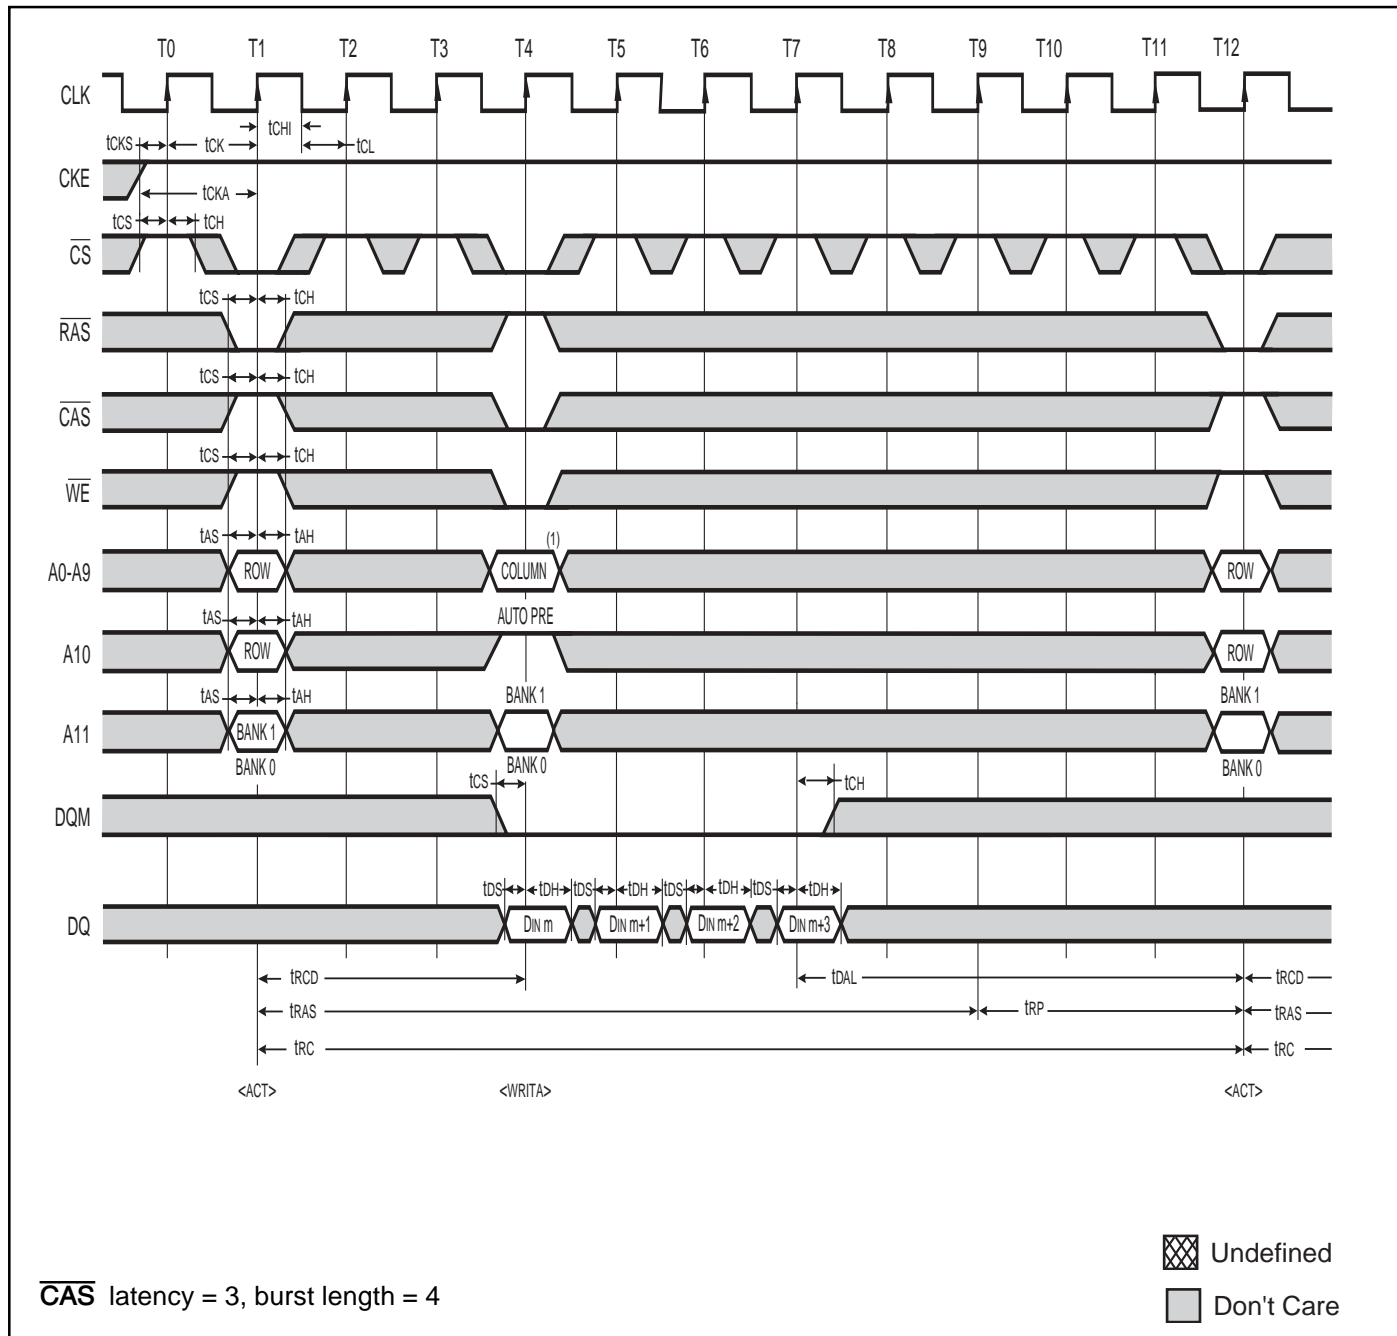 T0 T1 T2 T3 T4 T5 T6 T7 T8 T9 T10 T11 T12
CLK
tCHI
tCKS tCK tCL
CKE
tCKA
tCS tCH
CS
tCS tCH
RAS
tCS tCH
CAS
tCS tCH
WE
tAS tAH (1)
A0-A9 ROW COLUMN ROW
tAS tAH AUTO PRE
A10 ROW ROW
tAS tAH BANK 1 BANK 1
A11 BANK 1
BANK 0 BANK 0 BANK 0
tCS tCH
DQM
tDS tDH tDS tDH tDS tDH tDS tDH
DQ DIN m DIN m+1 DIN m+2 DIN m+3
tRCD tDAL tRCD
tRAS tRP tRAS
tRC tRC
<ACT> <WRITA> <ACT>
Undefined
CAS latency = 3, burst length = 4
Don't Care